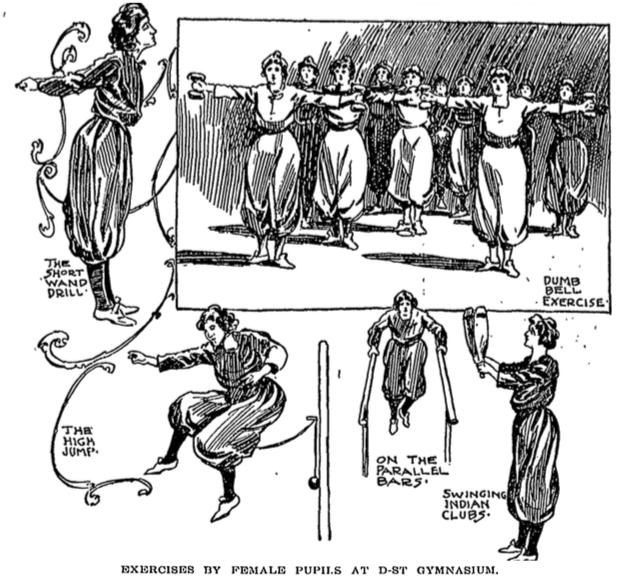 THE
SHORT
WAND
DRILL.
DUMB
BELL
EXERCISE.
THE
HIGH
JUMP.
ON THE
PARALLEL
BARS.
SWINGING
INDIAN
CLUBS.
EXERCISES BY FEMALE PUPILS AT D-ST GYMNASIUM.